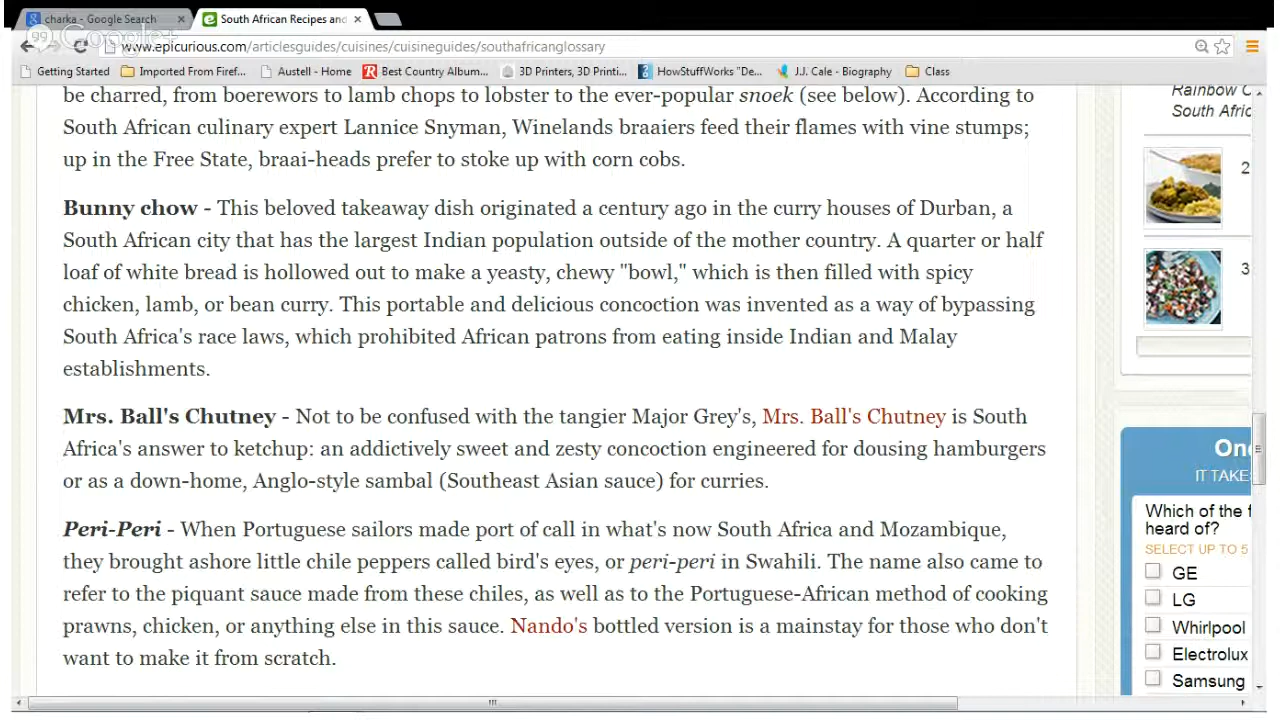 charka - Google Search
South African Recipes and
Google+
www.epicurious.com/articlesguides/cuisines/cuisineguides/southafricanglossary
Getting Started Imported From Firef... Austell - Home Best Country Album... 3D Printers, 3D Printi... HowStuffWorks "De... J.J. Cale - Biography Class
be charred, from boerewors to lamb chops to lobster to the ever-popular snoek (see below). According to
South African culinary expert Lannice Snyman, Winelands braaiers feed their flames with vine stumps;
up in the Free State, braai-heads prefer to stoke up with corn cobs.
Bunny chow - This beloved takeaway dish originated a century ago in the curry houses of Durban, a
South African city that has the largest Indian population outside of the mother country. A quarter or half
loaf of white bread is hollowed out to make a yeasty, chewy "bowl," which is then filled with spicy
chicken, lamb, or bean curry. This portable and delicious concoction was invented as a way of bypassing
South Africa's race laws, which prohibited African patrons from eating inside Indian and Malay
establishments.
Mrs. Ball's Chutney - Not to be confused with the tangier Major Grey's, Mrs. Ball's Chutney is South
Africa's answer to ketchup: an addictively sweet and zesty concoction engineered for dousing hamburgers
or as a down-home, Anglo-style sambal (Southeast Asian sauce) for curries.
Peri-Peri - When Portuguese sailors made port of call in what's now South Africa and Mozambique,
they brought ashore little chile peppers called bird's eyes, or peri-peri in Swahili. The name also came to
refer to the piquant sauce made from these chiles, as well as to the Portuguese-African method of cooking
prawns, chicken, or anything else in this sauce. Nando's bottled version is a mainstay for those who don't
want to make it from scratch.
Rainbow C
South Afric
2
3
On
IT TAKE
Which of the f
heard of?
SELECT UP TO 5
GE
LG
Whirlpool
Electrolux
Samsung